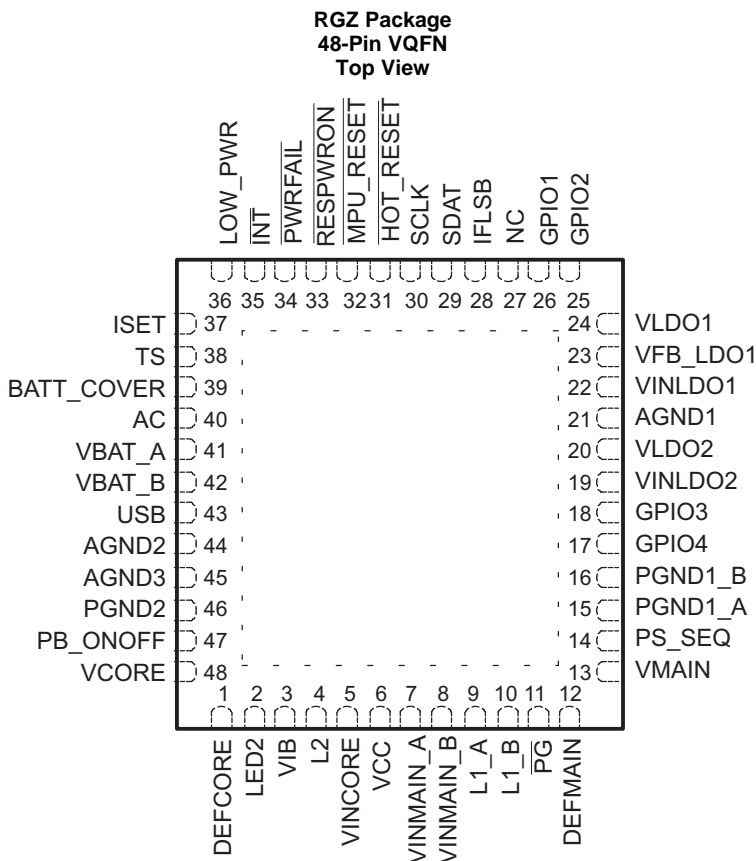 RGZ Package
48-Pin VQFN
Top View
LOW_PWR
INT
PWRFAIL
RESPWRON
MPU_RESET
HOT_RESET
SCLK
SDAT
IFLSB
NC
GPIO1
GPIO2
36 35 34 33 32 31 30 29 28 27 26 25
ISET 37
TS 38
BATT_COVER 39
AC 40
VBAT_A 41
VBAT_B 42
USB 43
AGND2 44
AGND3 45
PGND2 46
PB_ONOFF 47
VCORE 48
24 VLDO1
23 VFB_LDO1
22 VINLDO1
21 AGND1
20 VLDO2
19 VINLDO2
18 GPIO3
17 GPIO4
16 PGND1_B
15 PGND1_A
14 PS_SEQ
13 VMAIN
1 2 3 4 5 6 7 8 9 10 11 12
DEFCORE
LED2
VIB
L2
VINCORE
VCC
VINMAIN_A
VINMAIN_B
L1_A
L1_B
PG
DEFMAIN